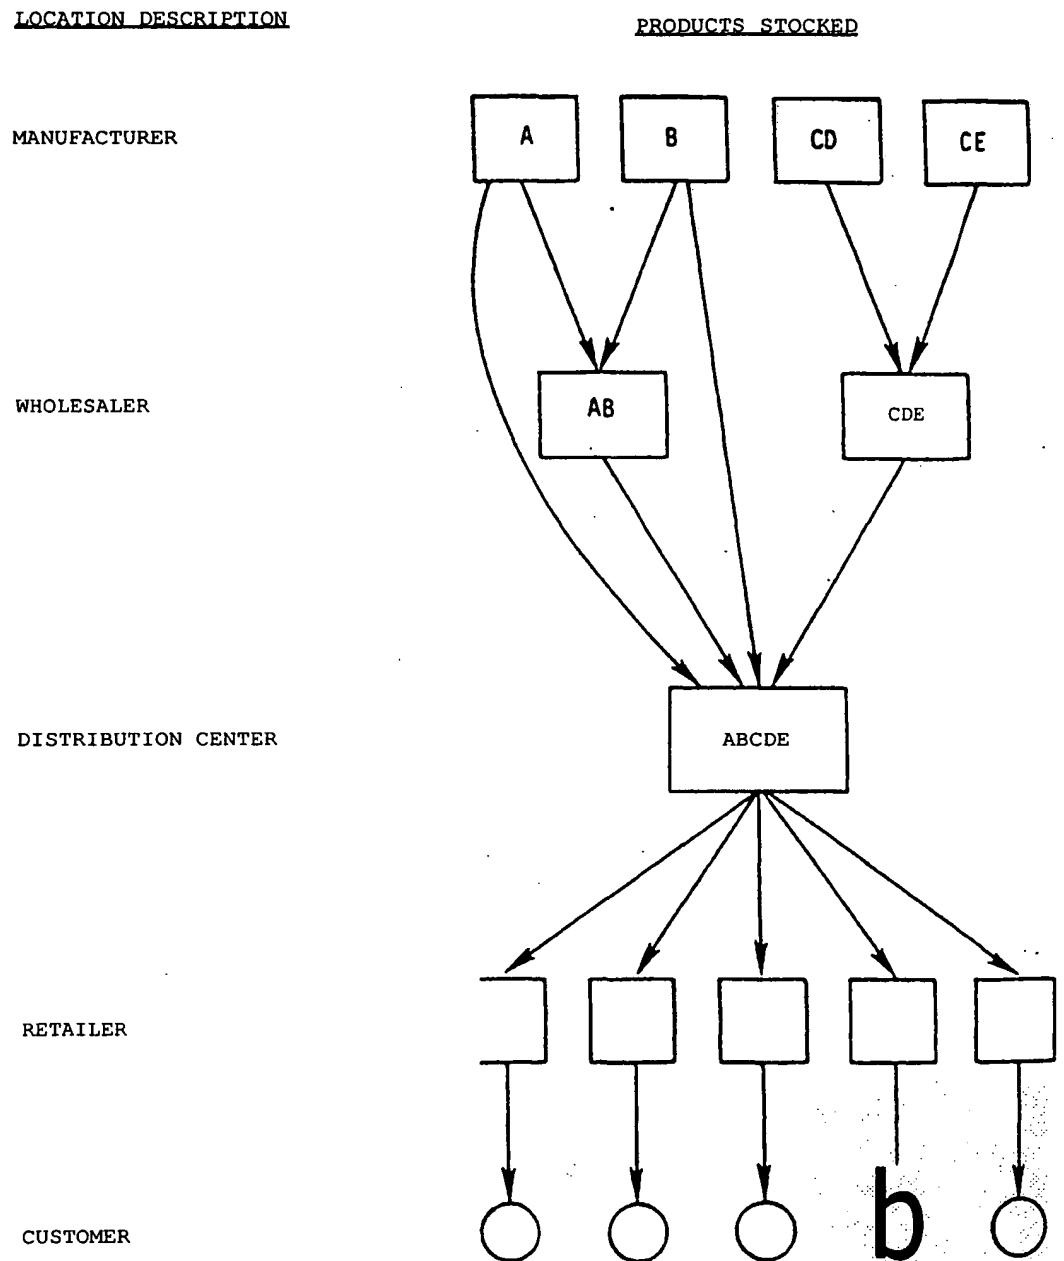 LOCATION DESCRIPTION
PRODUCTS STOCKED
MANUFACTURER
A B CD CE
WHOLESALER
AB CDE
DISTRIBUTION CENTER
ABCDE
RETAILER
CUSTOMER
b